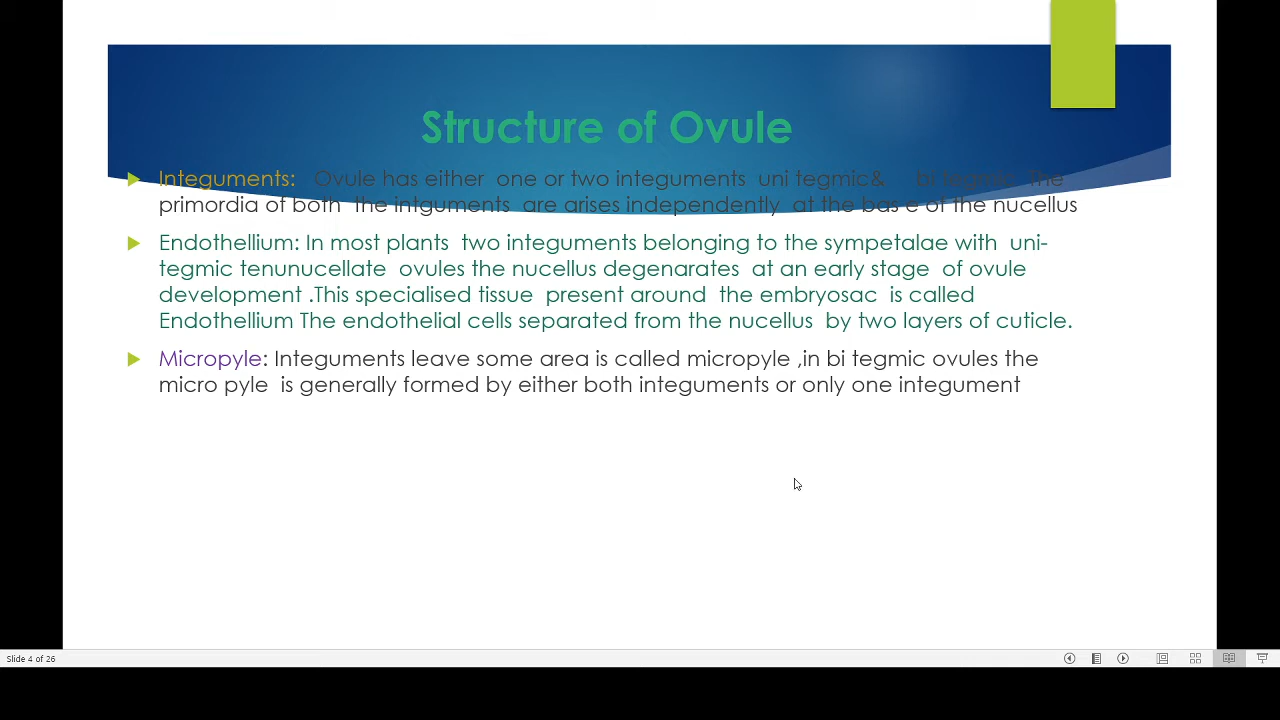 Structure of Ovule
Integuments: Ovule has either one or two integuments uni tegmic& bi tegmic The
primordia of both the intguments are arises independently at the bas e of the nucellus
Endothellium: In most plants two integuments belonging to the sympetalae with uni-
tegmic tenunucellate ovules the nucellus degenarates at an early stage of ovule
development .This specialised tissue present around the embryosac is called
Endothellium The endothelial cells separated from the nucellus by two layers of cuticle.
Micropyle: Integuments leave some area is called micropyle ,in bi tegmic ovules the
micro pyle is generally formed by either both integuments or only one integument
Slide 4 of 26